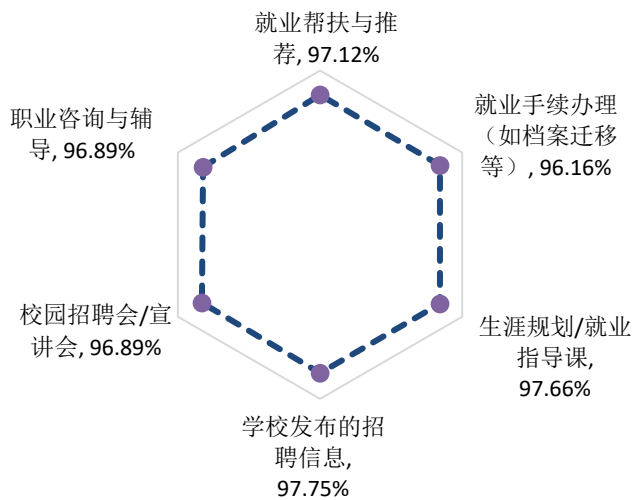 就业帮扶与推
荐, 97.12%
就业手续办理
（如档案迁移
等）, 96.16%
生涯规划/就业
指导课,
97.66%
学校发布的招
聘信息,
97.75%
校园招聘会/宣
讲会, 96.89%
职业咨询与辅
导, 96.89%